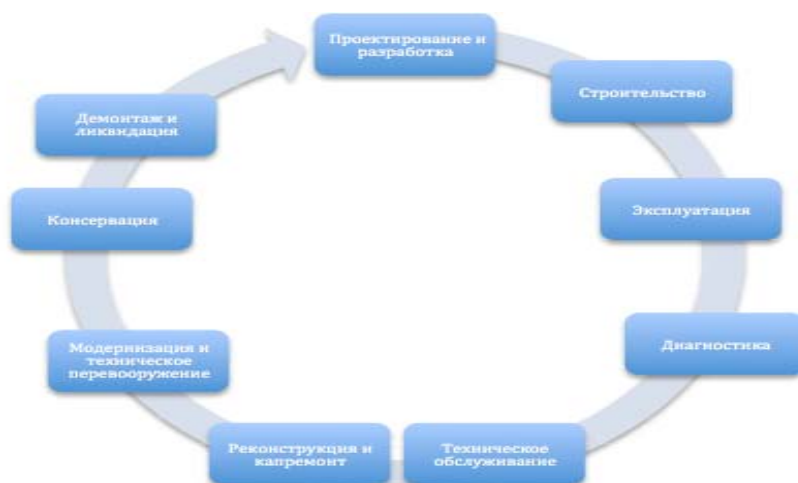 Проектирование и
разработка
Строительство
Эксплуатация
Диагностика
Техническое
обслуживание
Реконструкция и
капремонт
Модернизация и
техническое
перевооружение
Консервация
Демонтаж и
ликвидация